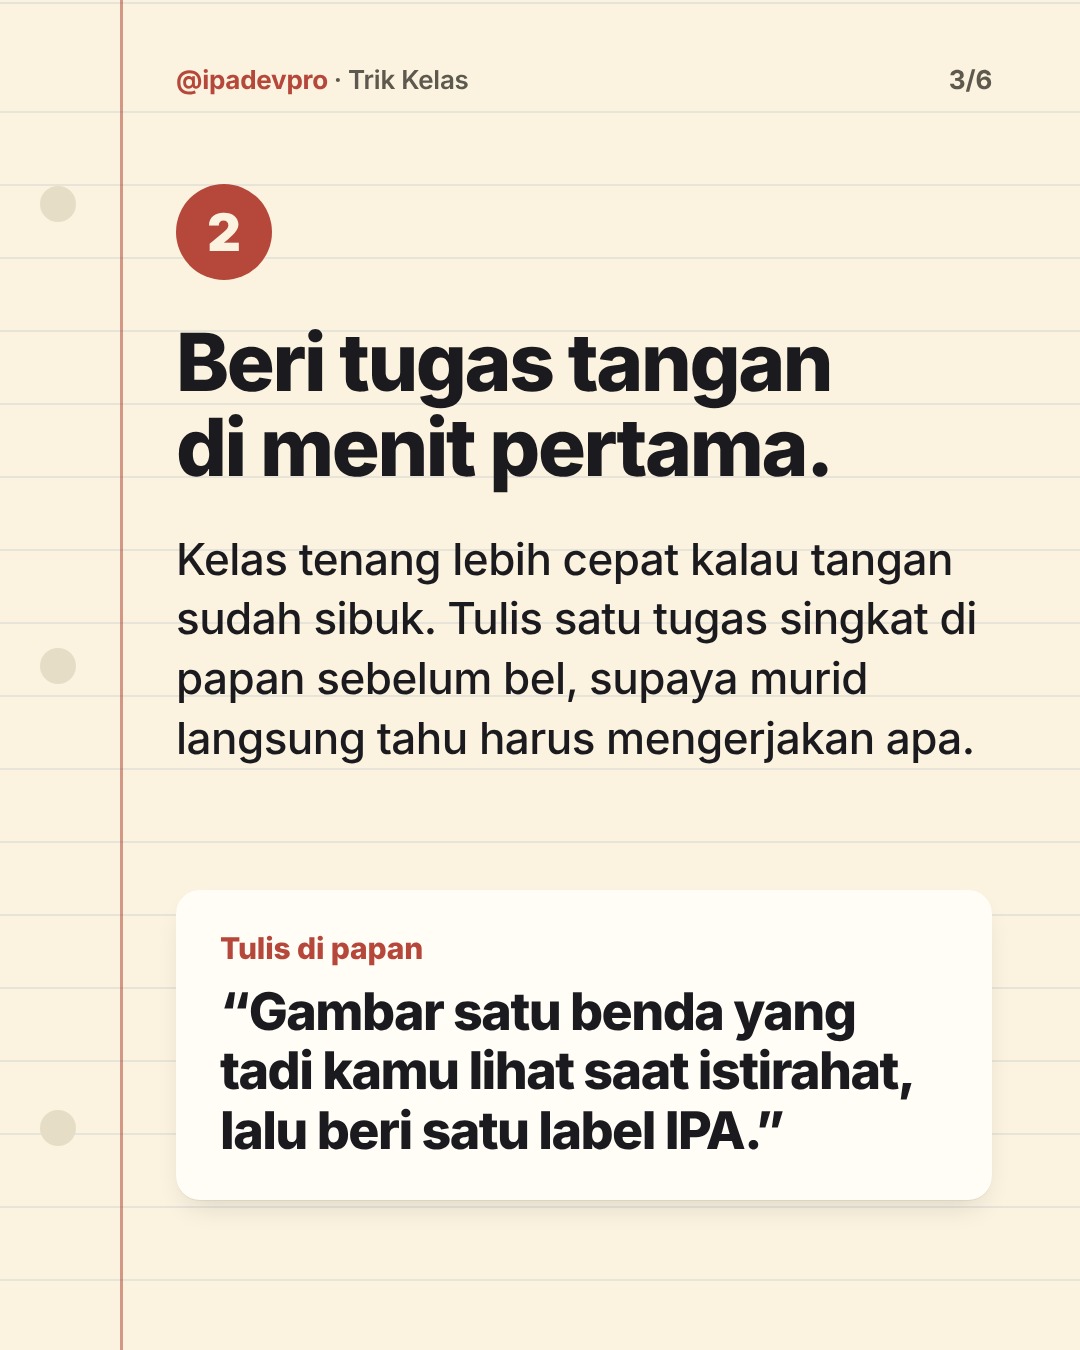 @ipadevpro · Trik Kelas
3/6
2
Beri tugas tangan
di menit pertama.
Kelas tenang lebih cepat kalau tangan
sudah sibuk. Tulis satu tugas singkat di
papan sebelum bel, supaya murid
langsung tahu harus mengerjakan apa.
Tulis di papan
“Gambar satu benda yang
tadi kamu lihat saat istirahat,
lalu beri satu label IPA.”